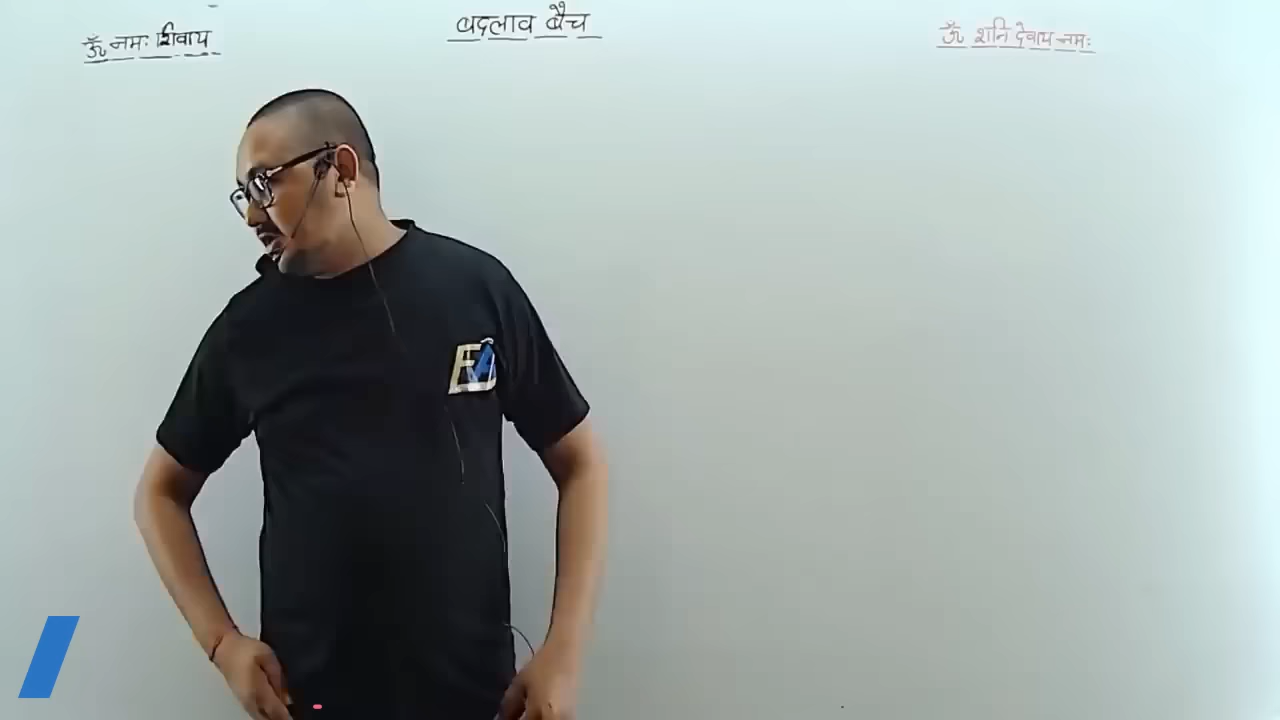 ॐ नमः शिवाय
बदलाव बैच
ॐ शनि देवाय नमः